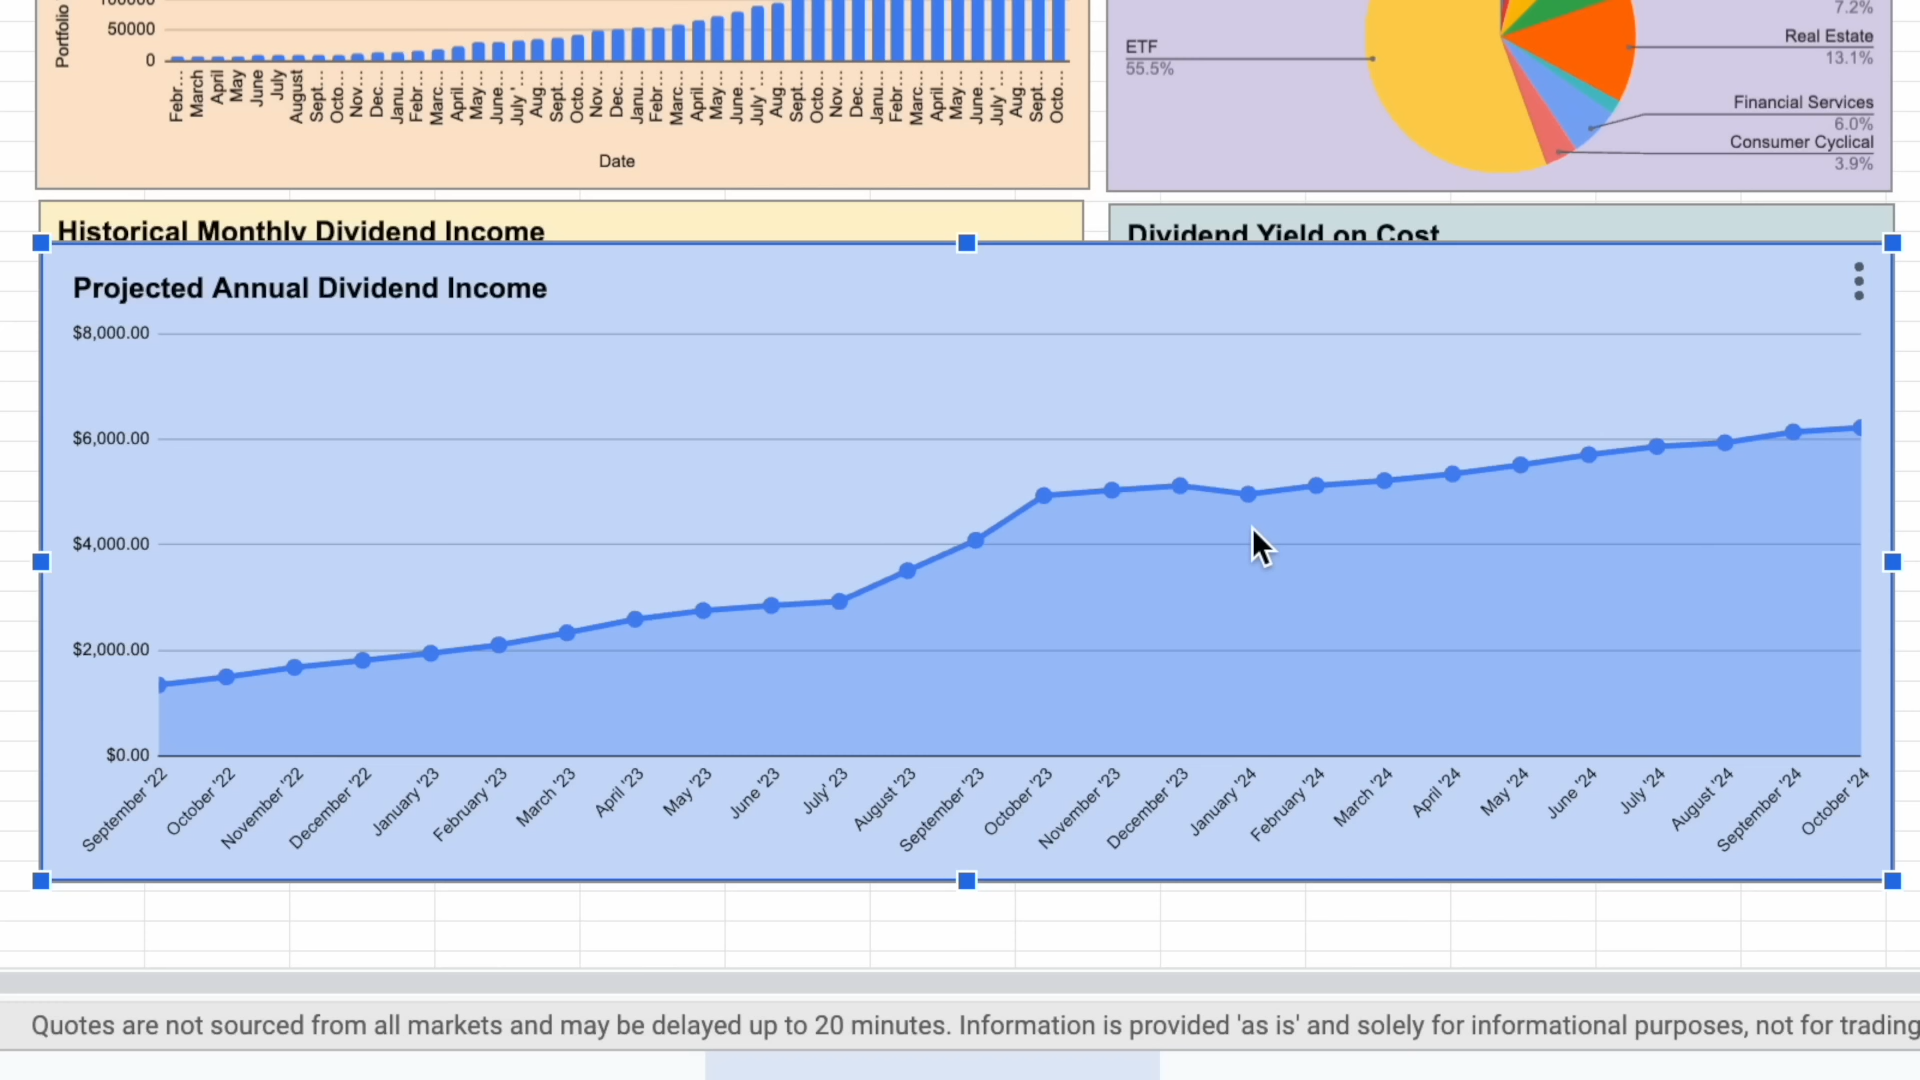 100000
50000
0
Portfolio
Febr...
March
April
May
June
July
August
Sept...
Octo...
Nov...
Dec...
Janu...
Febr...
Marc...
April...
May...
June...
July '...
Aug...
Sept...
Octo...
Nov...
Dec...
Janu...
Febr...
Marc...
April...
May...
June...
July '...
Aug...
Sept...
Octo...
Nov...
Dec...
Janu...
Febr...
Marc...
April...
May...
June...
July '...
Aug...
Sept...
Octo...
Date
ETF
55.5%
7.2%
Real Estate
13.1%
Financial Services
6.0%
Consumer Cyclical
3.9%
Historical Monthly Dividend Income
Dividend Yield on Cost
Projected Annual Dividend Income
$8,000.00
$6,000.00
$4,000.00
$2,000.00
$0.00
September '22
October '22
November '22
December '22
January '23
February '23
March '23
April '23
May '23
June '23
July' 23
August '23
September '23
October '23
November '23
December '23
January '24
February '24
March '24
April '24
May '24
June '24
July '24
August '24
September '24
October '24
Quotes are not sourced from all markets and may be delayed up to 20 minutes. Information is provided 'as is' and solely for informational purposes, not for trading